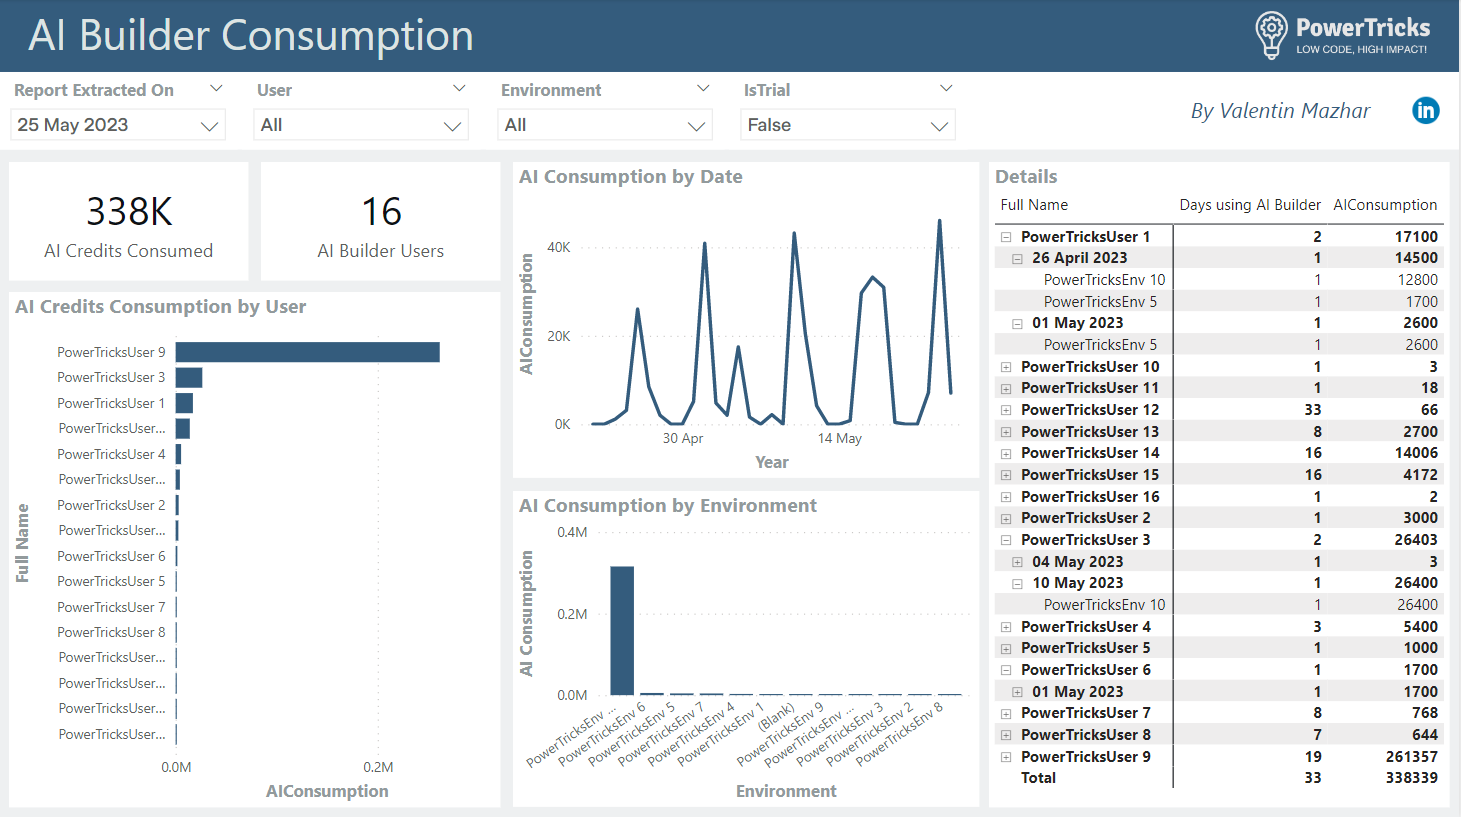 AI Builder Consumption
PowerTricks
LOW CODE, HIGH IMPACT!
Report Extracted On
25 May 2023
User
All
Environment
All
IsTrial
False
By Valentin Mazhar
in
338K
AI Credits Consumed
16
AI Builder Users
AI Credits Consumption by User
Full Name
PowerTricksUser 9
PowerTricksUser 3
PowerTricksUser 1
PowerTricksUser...
PowerTricksUser 4
PowerTricksUser...
PowerTricksUser 2
PowerTricksUser...
PowerTricksUser 6
PowerTricksUser 5
PowerTricksUser 7
PowerTricksUser 8
PowerTricksUser...
PowerTricksUser...
PowerTricksUser...
PowerTricksUser...
0.0M 0.2M
AIConsumption
AI Consumption by Date
AIConsumption
40K
20K
0K
30 Apr 14 May
Year
AI Consumption by Environment
AI Consumption
0.4M
0.2M
0.0M
PowerTricksEnv ...
PowerTricksEnv 6
PowerTricksEnv 5
PowerTricksEnv 7
PowerTricksEnv 4
PowerTricksEnv 1
(Blank)
PowerTricksEnv 9
PowerTricksEnv ...
PowerTricksEnv 3
PowerTricksEnv 2
PowerTricksEnv 8
Environment
Details
Full Name Days using AI Builder AIConsumption
PowerTricksUser 1 2 17100
26 April 2023 1 14500
PowerTricksEnv 10 1 12800
PowerTricksEnv 5 1 1700
01 May 2023 1 2600
PowerTricksEnv 5 1 2600
PowerTricksUser 10 1 3
PowerTricksUser 11 1 18
PowerTricksUser 12 33 66
PowerTricksUser 13 8 2700
PowerTricksUser 14 16 14006
PowerTricksUser 15 16 4172
PowerTricksUser 16 1 2
PowerTricksUser 2 1 3000
PowerTricksUser 3 2 26403
04 May 2023 1 3
10 May 2023 1 26400
PowerTricksEnv 10 1 26400
PowerTricksUser 4 3 5400
PowerTricksUser 5 1 1000
PowerTricksUser 6 1 1700
01 May 2023 1 1700
PowerTricksUser 7 8 768
PowerTricksUser 8 7 644
PowerTricksUser 9 19 261357
Total 33 338339